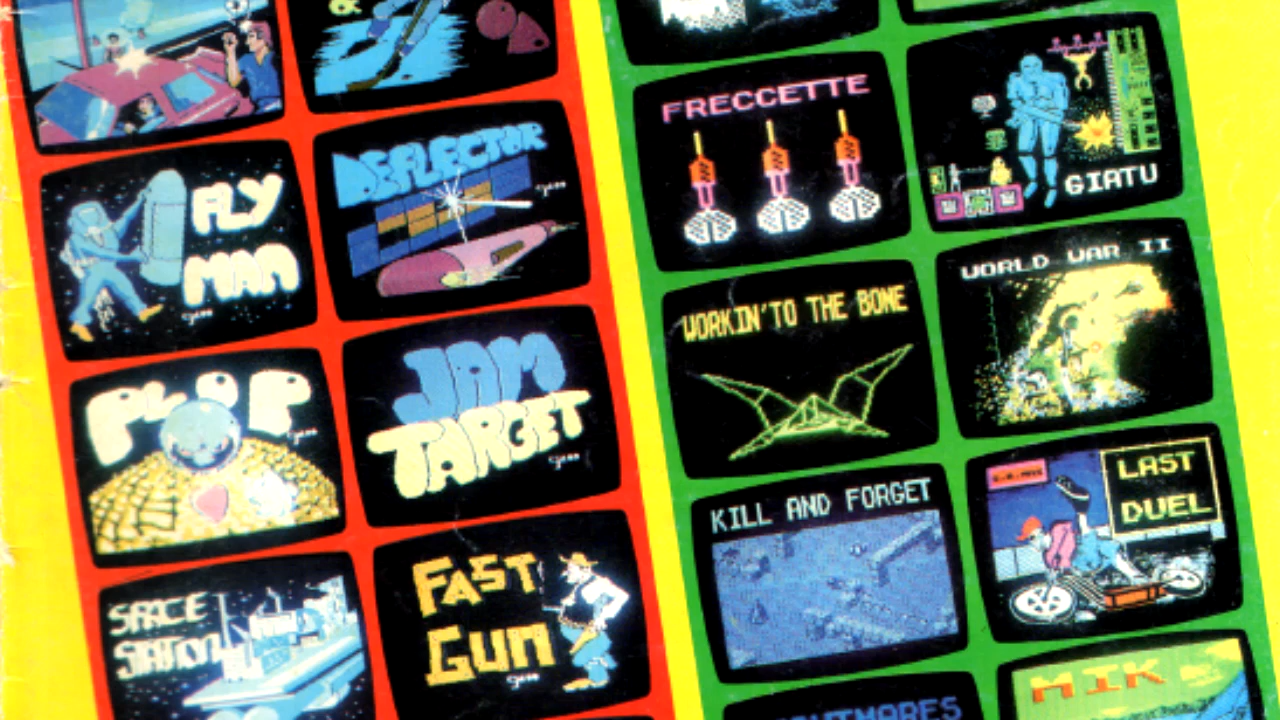 FLY
MAN
DEFLECTOR
FRECCETTE
GIATU
PLOP
JAM
TARGET
WORKIN'TO THE BONE
WORLD WAR II
SPACE
STATION
FAST
GUN
KILL AND FORGET
LAST
DUEL
MIK